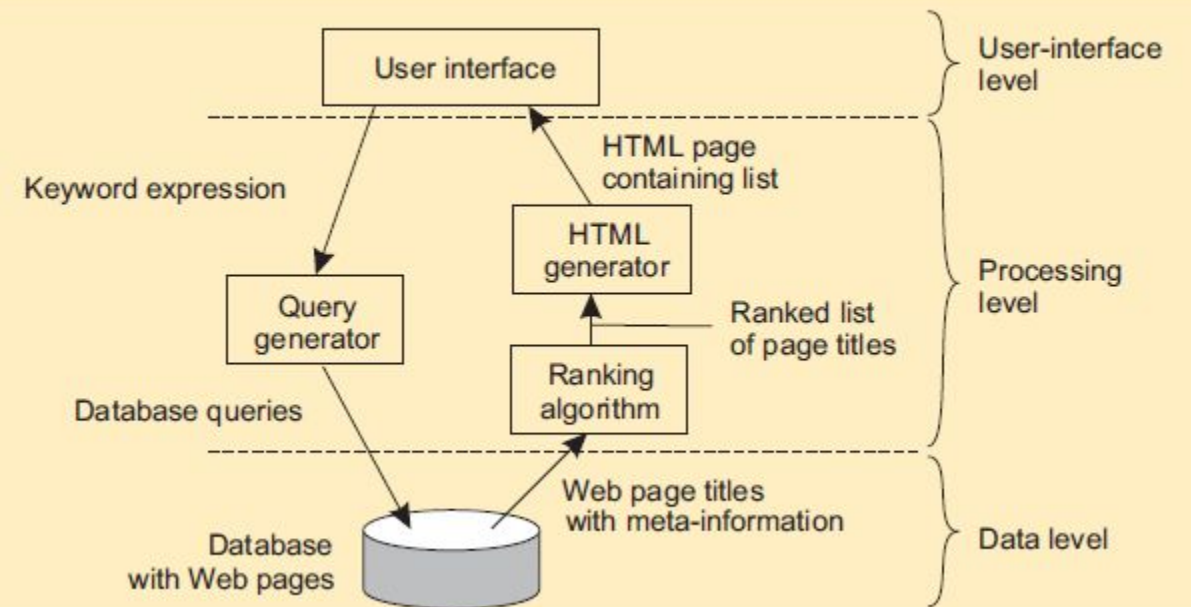 User interface
User-interface
level
Keyword expression
HTML page
containing list
HTML
generator
Processing
level
Query
generator
Ranked list
of page titles
Ranking
algorithm
Database queries
Web page titles
with meta-information
Database
with Web pages
Data level